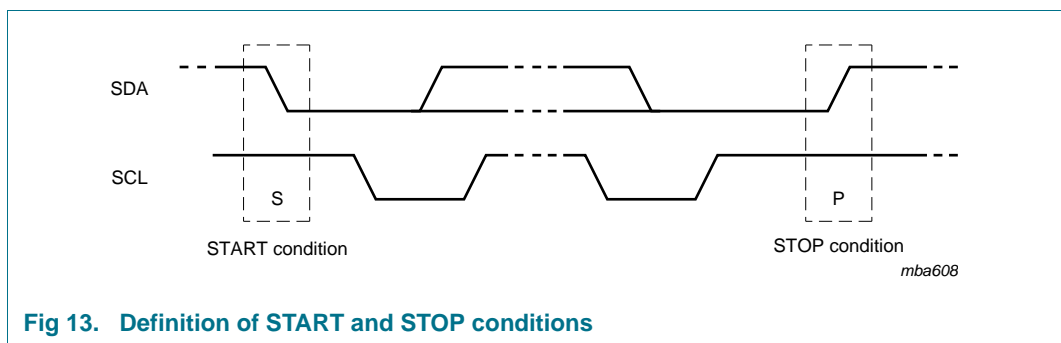 SDA
SCL
S
P
START condition
STOP condition
mba608
Fig 13. Definition of START and STOP conditions